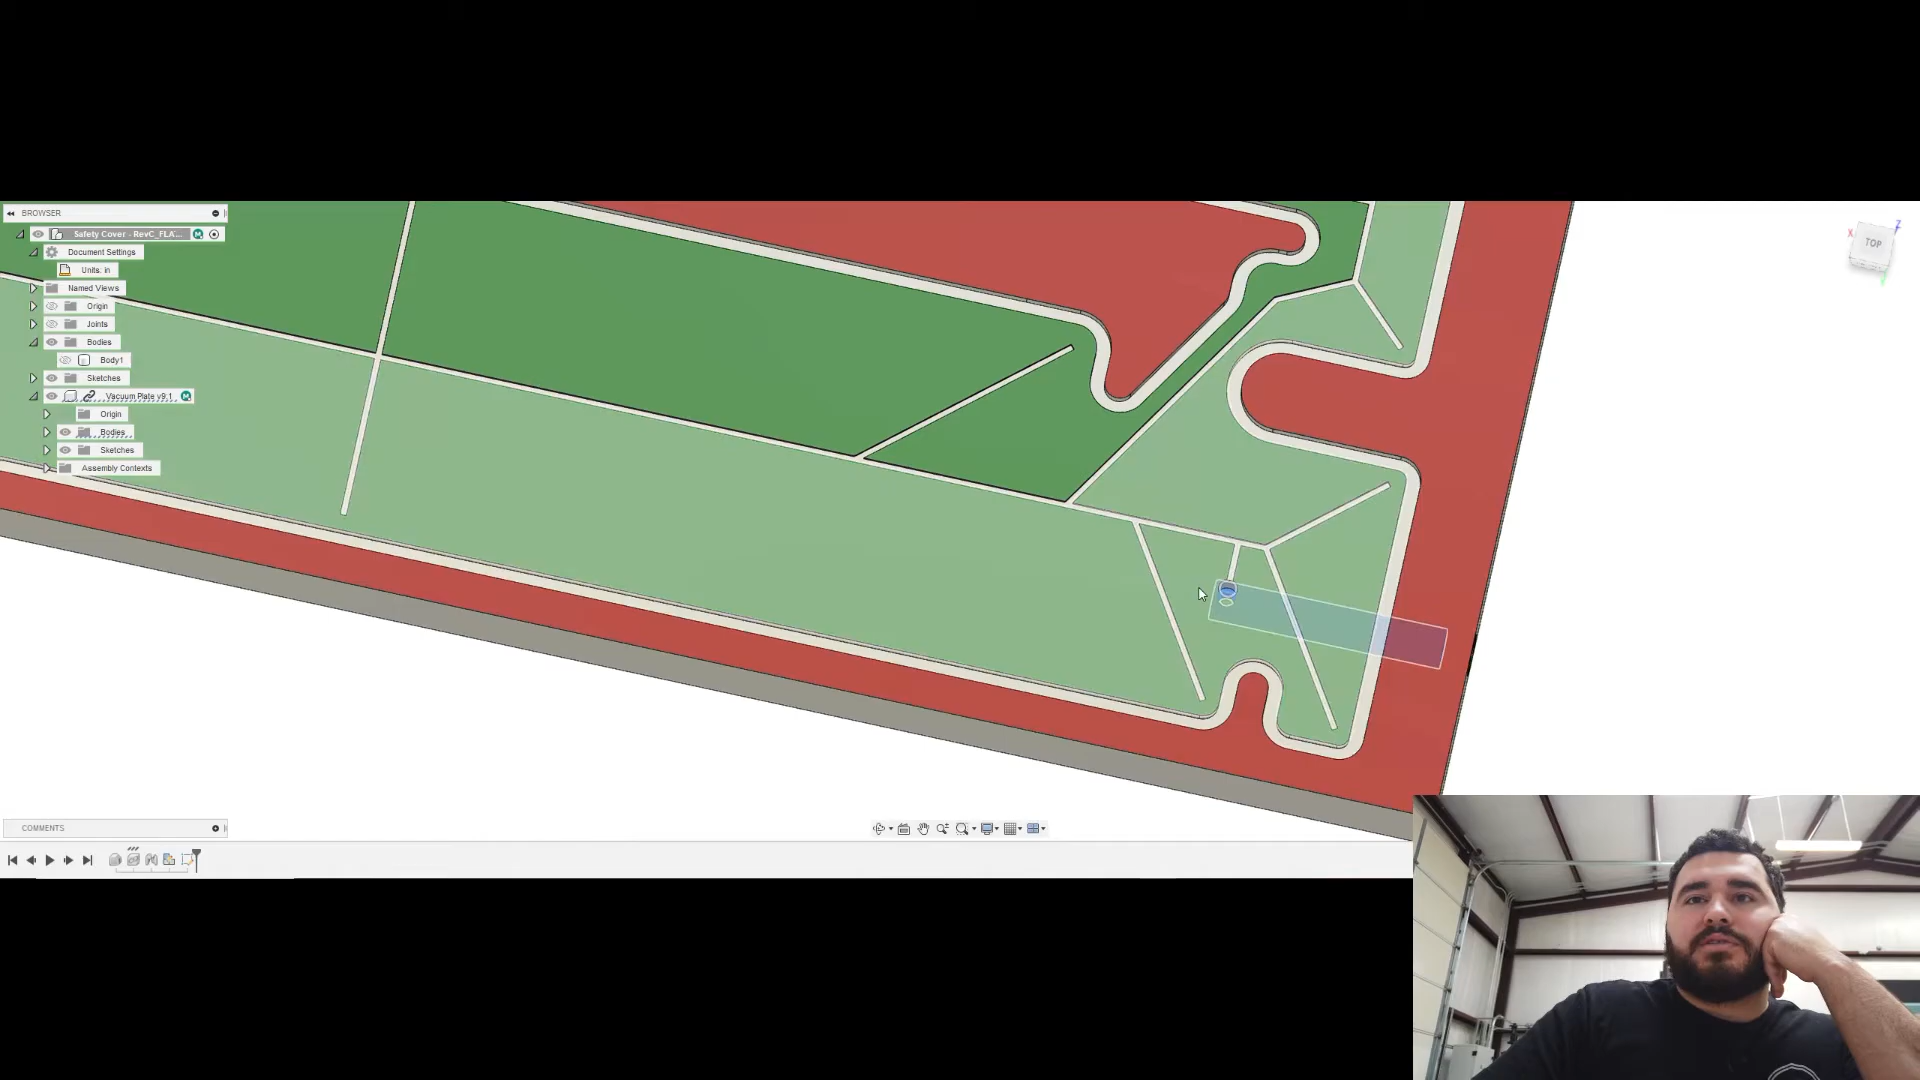 BROWSER
Safety Cover - RevC_FLA'...
Document Settings
Units: in
Named Views
Origin
Joints
Bodies
Body1
Sketches
Vacuum Plate v9:1
Origin
Bodies
Sketches
Assembly Contexts
TOP
X
Z
COMMENTS